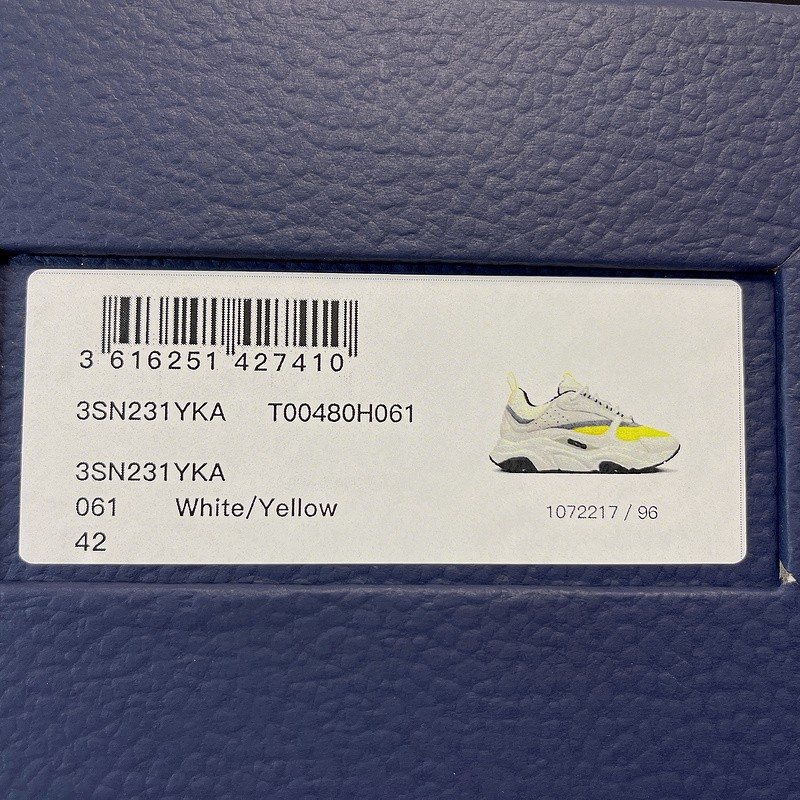 3 616251 427410
3SN231YKA T00480H061
3SN231YKA
061 White/Yellow
42
1072217 / 96